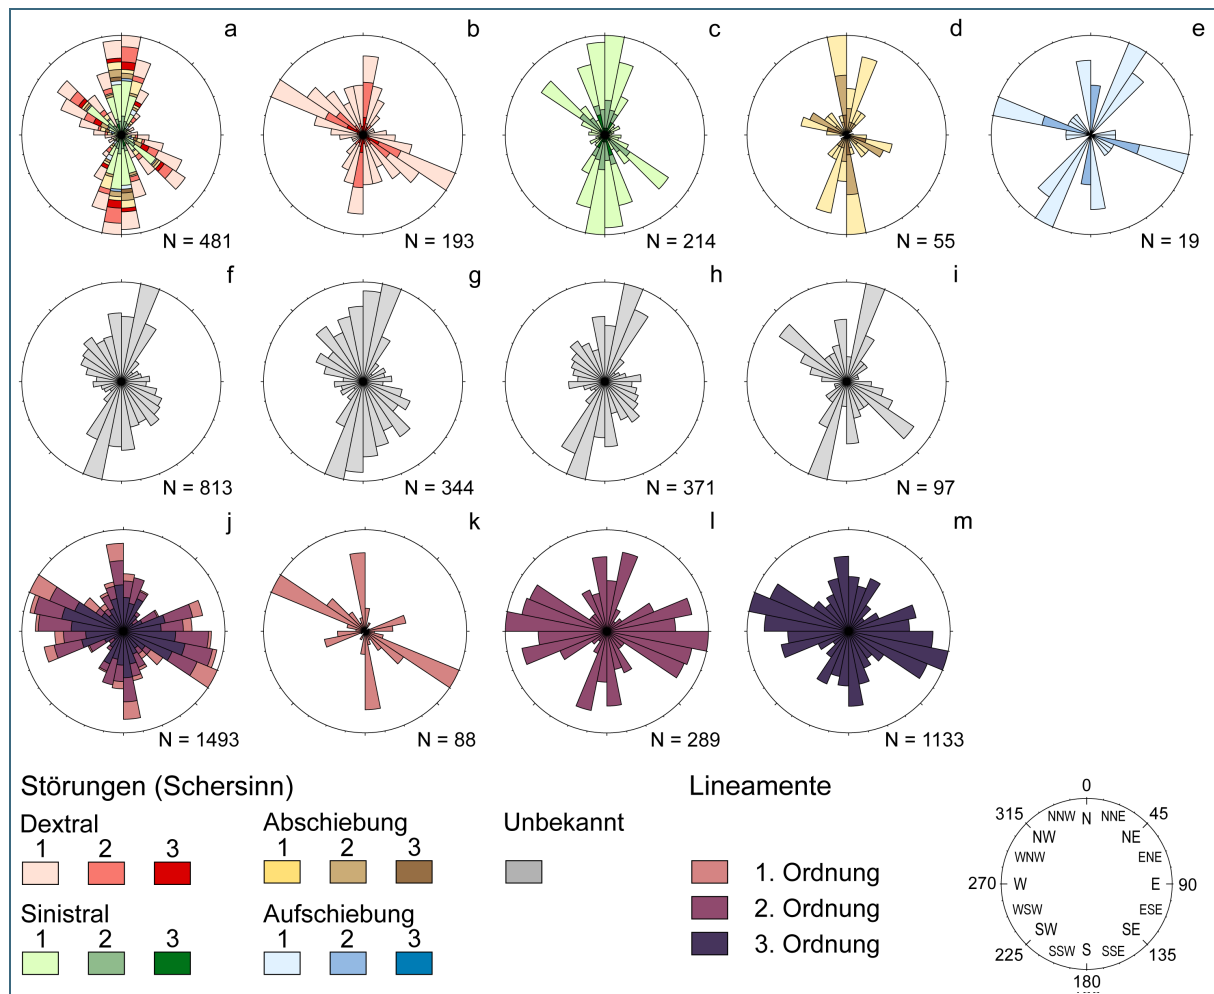 a b c d e
N = 481 N = 193 N = 214 N = 55 N = 19
f g h i
N = 813 N = 344 N = 371 N = 97
j k l m
N = 1493 N = 88 N = 289 N = 1133
Störungen (Schersinn) Lineamente
Dextral Abschiebung Unbekannt
1 2 3 1 2 3
1. Ordnung
Sinistral Aufschiebung 2. Ordnung
1 2 3 1 2 3
3. Ordnung
0
315 NNW N NNE 45
NW NE
WNW ENE
270 W E 90
WSW ESE
SW SE
225 SSW S SSE 135
180